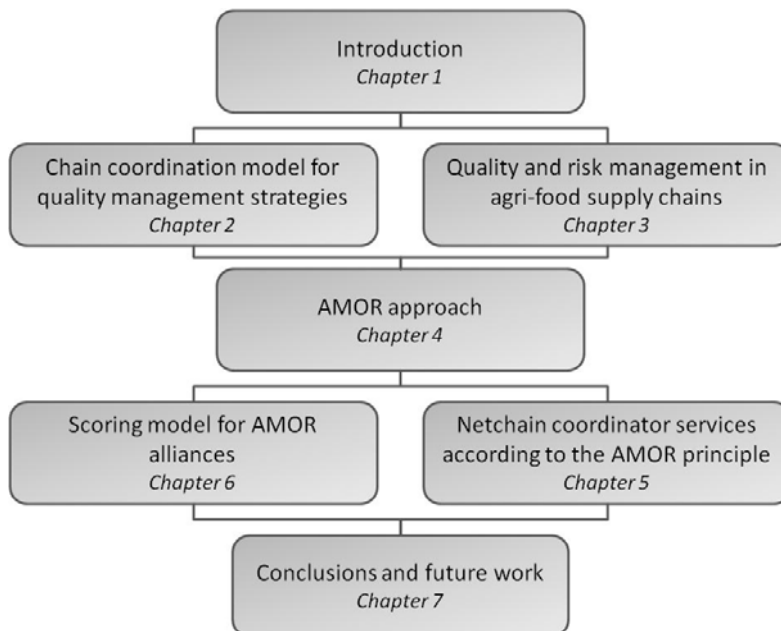 Introduction
Chapter 1
Chain coordination model for
quality management strategies
Chapter 2
Quality and risk management in
agri-food supply chains
Chapter 3
AMOR approach
Chapter 4
Scoring model for AMOR
alliances
Chapter 6
Netchain coordinator services
according to the AMOR principle
Chapter 5
Conclusions and future work
Chapter 7